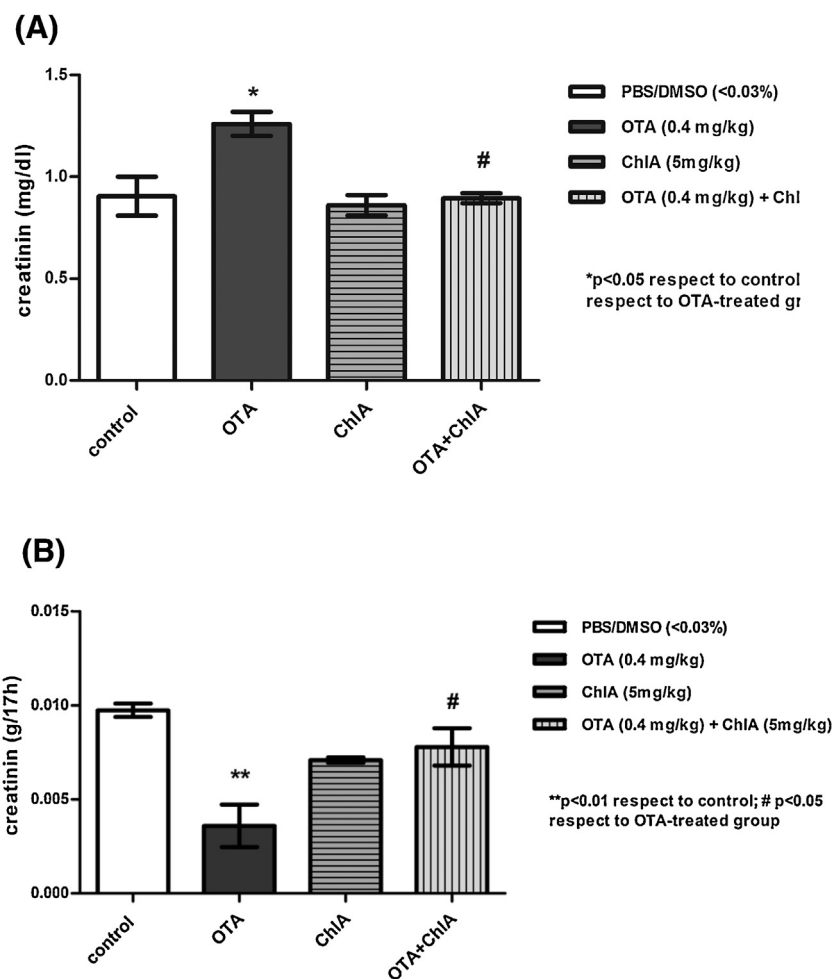 (A)
1.5
1.0
0.5
0.0
creatinin (mg/dl)
*
#
control
OTA
ChlA
OTA+ChlA
PBS/DMSO (<0.03%)
OTA (0.4 mg/kg)
ChlA (5mg/kg)
OTA (0.4 mg/kg) + Chl
*p<0.05 respect to control
respect to OTA-treated gr
(B)
0.015
0.010
0.005
0.000
creatinin (g/17h)
**
#
control
OTA
ChlA
OTA+ChlA
PBS/DMSO (<0.03%)
OTA (0.4 mg/kg)
ChlA (5mg/kg)
OTA (0.4 mg/kg) + ChlA (5mg/kg)
**p<0.01 respect to control; # p<0.05
respect to OTA-treated group